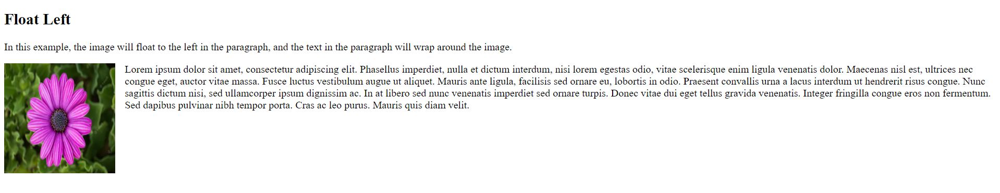 Float Left
In this example, the image will float to the left in the paragraph, and the text in the paragraph will wrap around the image.
Lorem ipsum dolor sit amet, consectetur adipiscing elit. Phasellus imperdiet, nulla et dictum interdum, nisi lorem egestas odio, vitae scelerisque enim ligula venenatis dolor. Maecenas nisl est, ultrices nec
congue eget, auctor vitae massa. Fusce luctus vestibulum augue ut aliquet. Mauris ante ligula, facilisis sed ornare eu, lobortis in odio. Praesent convallis urna a lacus interdum ut hendrerit risus congue. Nunc
sagittis dictum nisi, sed ullamcorper ipsum dignissim ac. In at libero sed nunc venenatis imperdiet sed ornare turpis. Donec vitae dui eget tellus gravida venenatis. Integer fringilla congue eros non fermentum.
Sed dapibus pulvinar nibh tempor porta. Cras ac leo purus. Mauris quis diam velit.